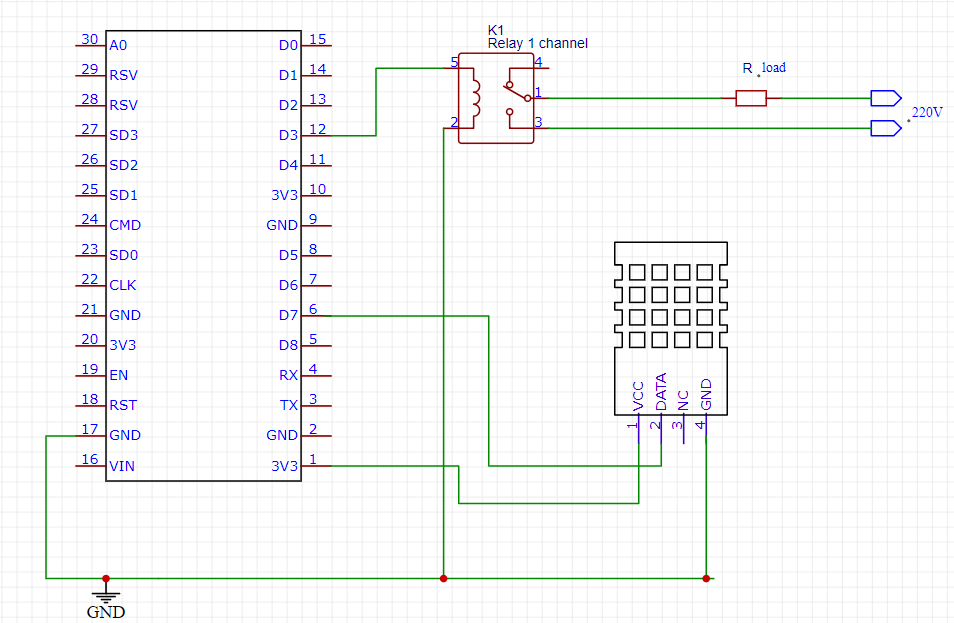 K1
Relay 1 channel
30 A0 D0 15
29 RSV D1 14
28 RSV D2 13
27 SD3 D3 12
26 SD2 D4 11
25 SD1 3V3 10
24 CMD GND 9
23 SD0 D5 8
22 CLK D6 7
21 GND D7 6
20 3V3 D8 5
19 EN RX 4
18 RST TX 3
17 GND GND 2
16 VIN 3V3 1
5 4
1
2 3
R load
220V
VCC DATA NC GND
1 2 3 4
GND